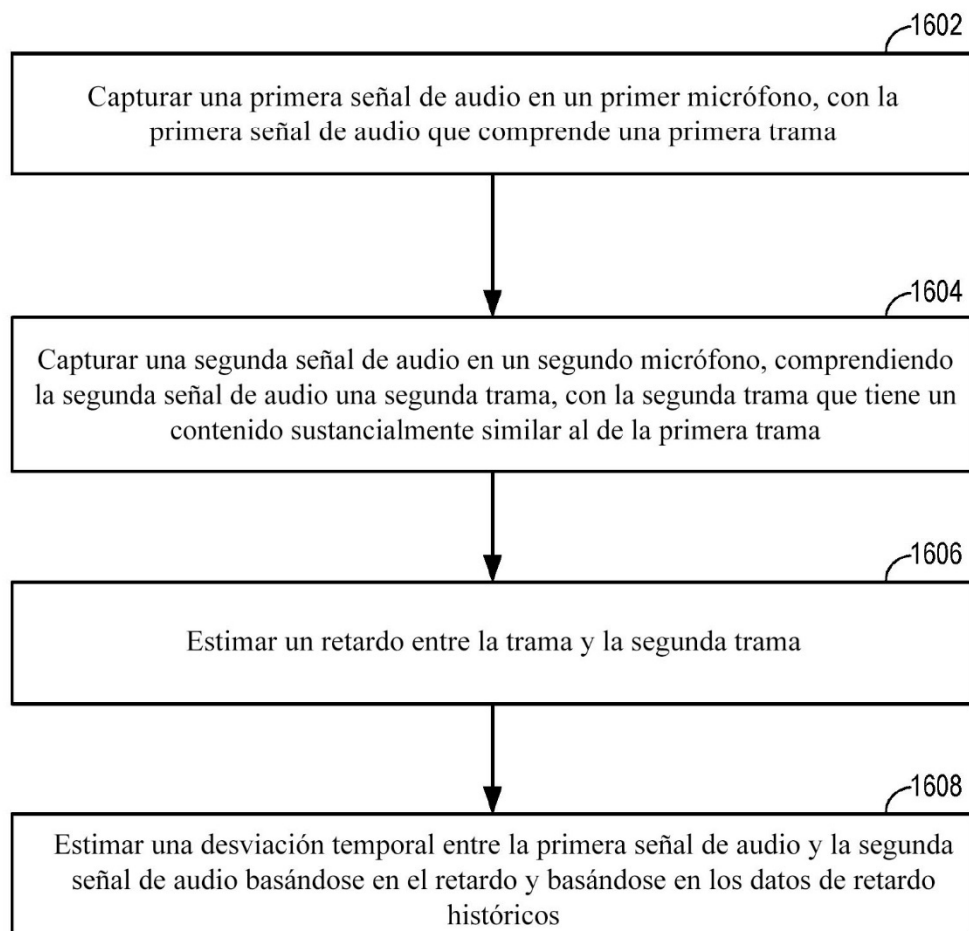 1602
Capturar una primera señal de audio en un primer micrófono, con la
primera señal de audio que comprende una primera trama
1604
Capturar una segunda señal de audio en un segundo micrófono, comprendiendo
la segunda señal de audio una segunda trama, con la segunda trama que tiene un
contenido sustancialmente similar al de la primera trama
1606
Estimar un retardo entre la trama y la segunda trama
1608
Estimar una desviación temporal entre la primera señal de audio y la segunda
señal de audio basándose en el retardo y basándose en los datos de retardo
históricos